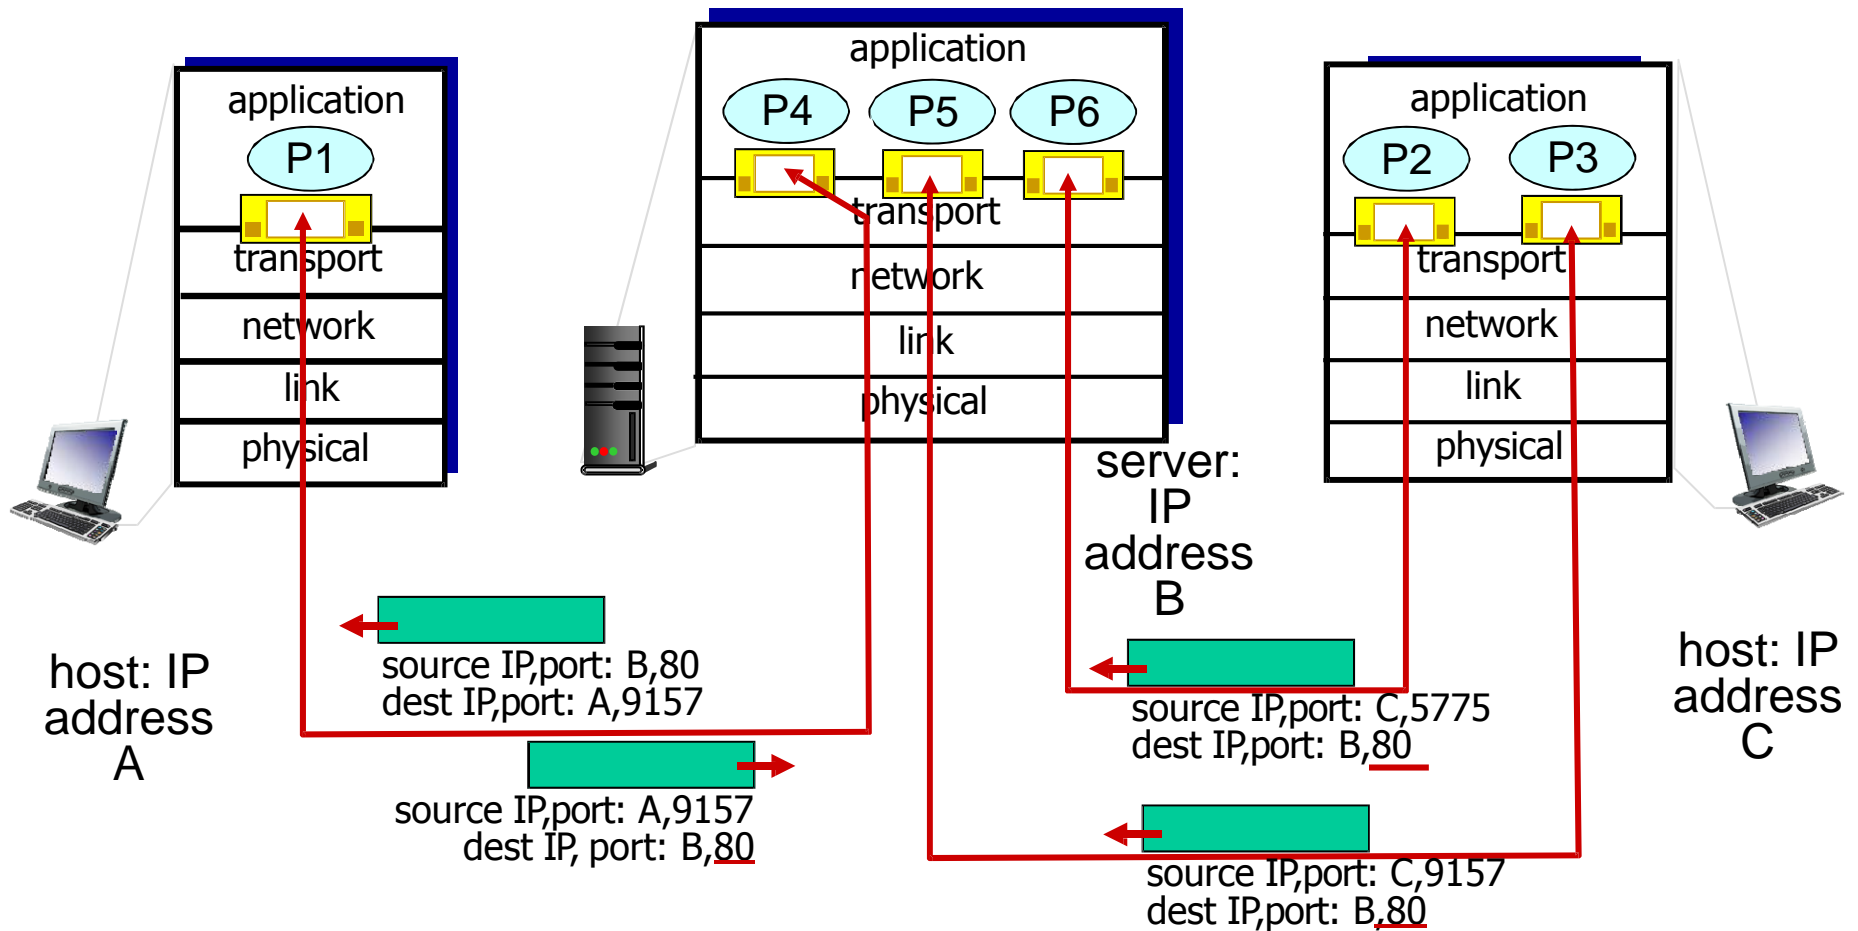 application
P1
transport
network
link
physical
host: IP
address
A
application
P4
P5
P6
transport
network
link
physical
server:
IP
address
B
application
P2
P3
transport
network
link
physical
host: IP
address
C
source IP,port: B,80
dest IP,port: A,9157
source IP,port: A,9157
dest IP, port: B,80
source IP,port: C,5775
dest IP,port: B,80
source IP,port: C,9157
dest IP,port: B,80